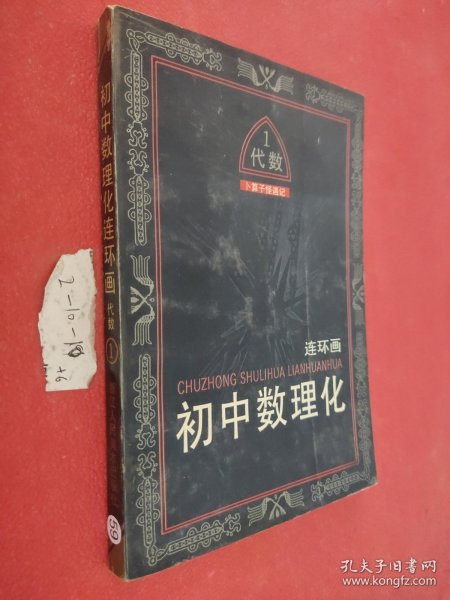 初中数理化连环画 代数 ①
1
代数
卜算子怪遇记
连环画
CHUZHONG SHULIHUA LIANHUANHUA
初中数理化
59
孔夫子旧书网
www.kongfz.com